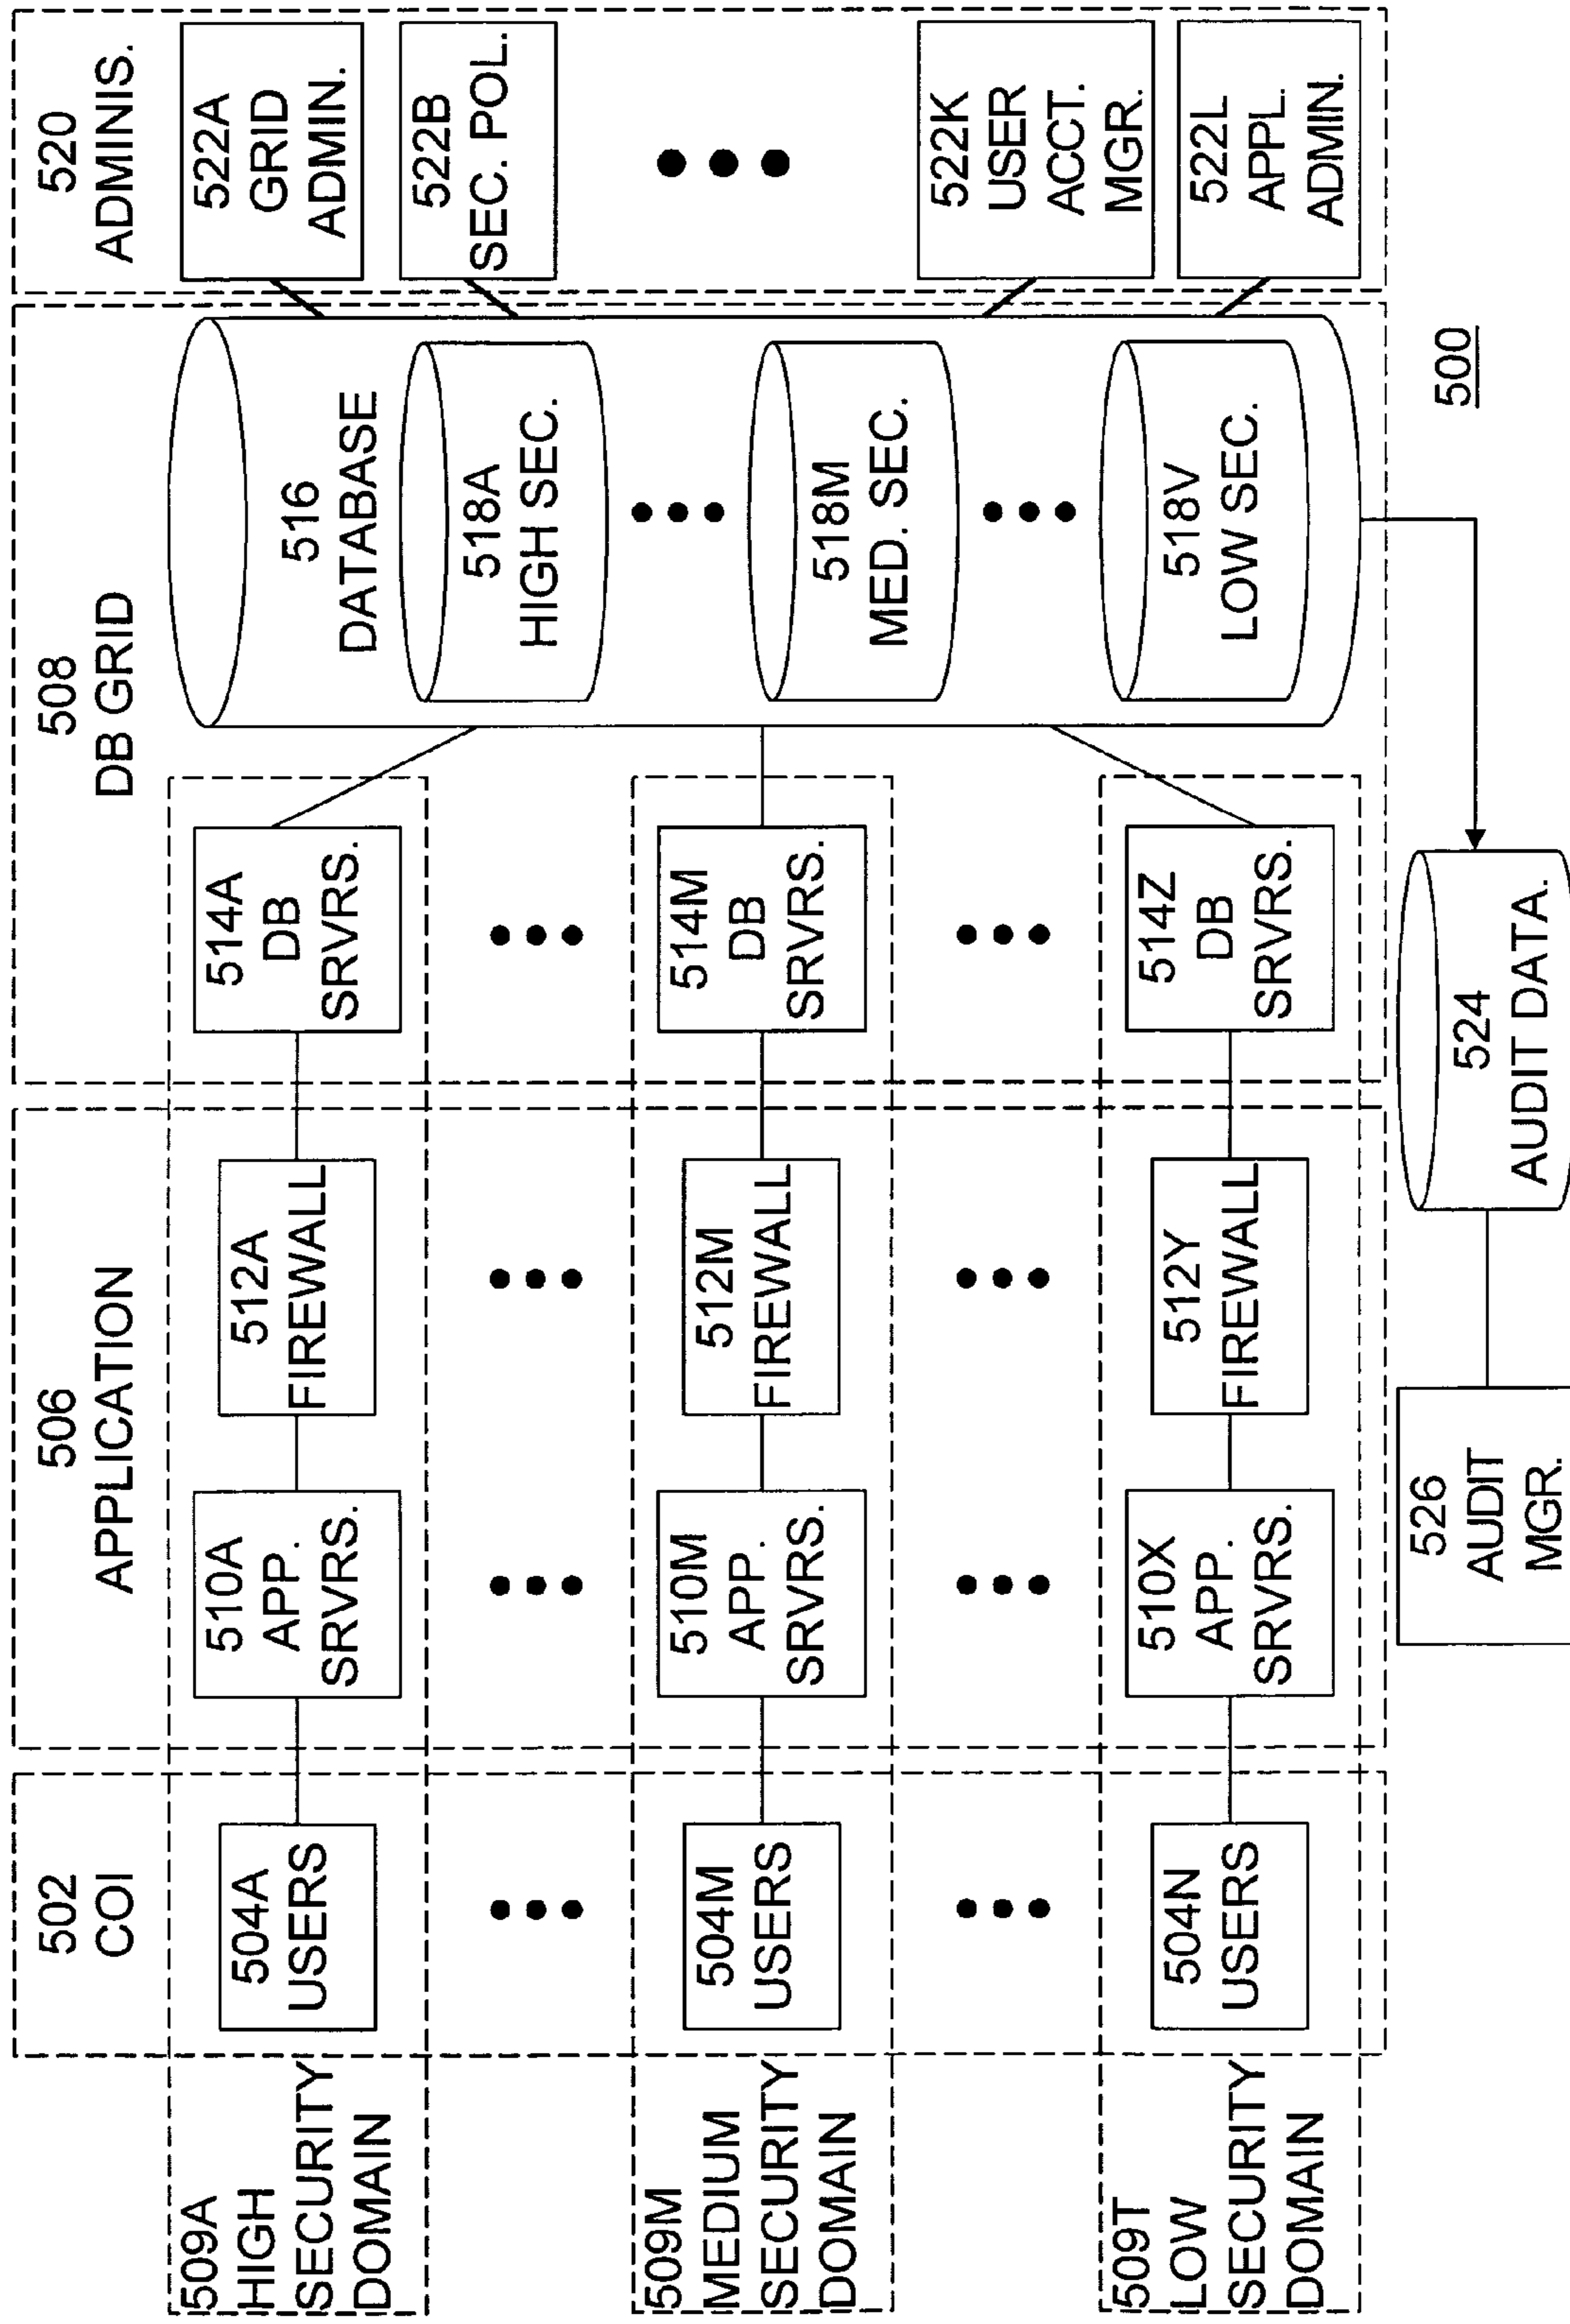 502
COI
506
APPLICATION
508
DB GRID
520
ADMINIS.
509A
HIGH
SECURITY
DOMAIN
504A
USERS
510A
APP.
SRVRS.
512A
FIREWALL
514A
DB
SRVRS.
516
DATABASE
518A
HIGH SEC.
522A
GRID
ADMIN.
522B
SEC. POL.
509M
MEDIUM
SECURITY
DOMAIN
504M
USERS
510M
APP.
SRVRS.
512M
FIREWALL
514M
DB
SRVRS.
518M
MED. SEC.
509T
LOW
SECURITY
DOMAIN
504N
USERS
510X
APP.
SRVRS.
512Y
FIREWALL
514Z
DB
SRVRS.
518V
LOW SEC.
522K
USER
ACCT.
MGR.
522L
APPL.
ADMIN.
526
AUDIT
MGR.
524
AUDIT DATA.
500